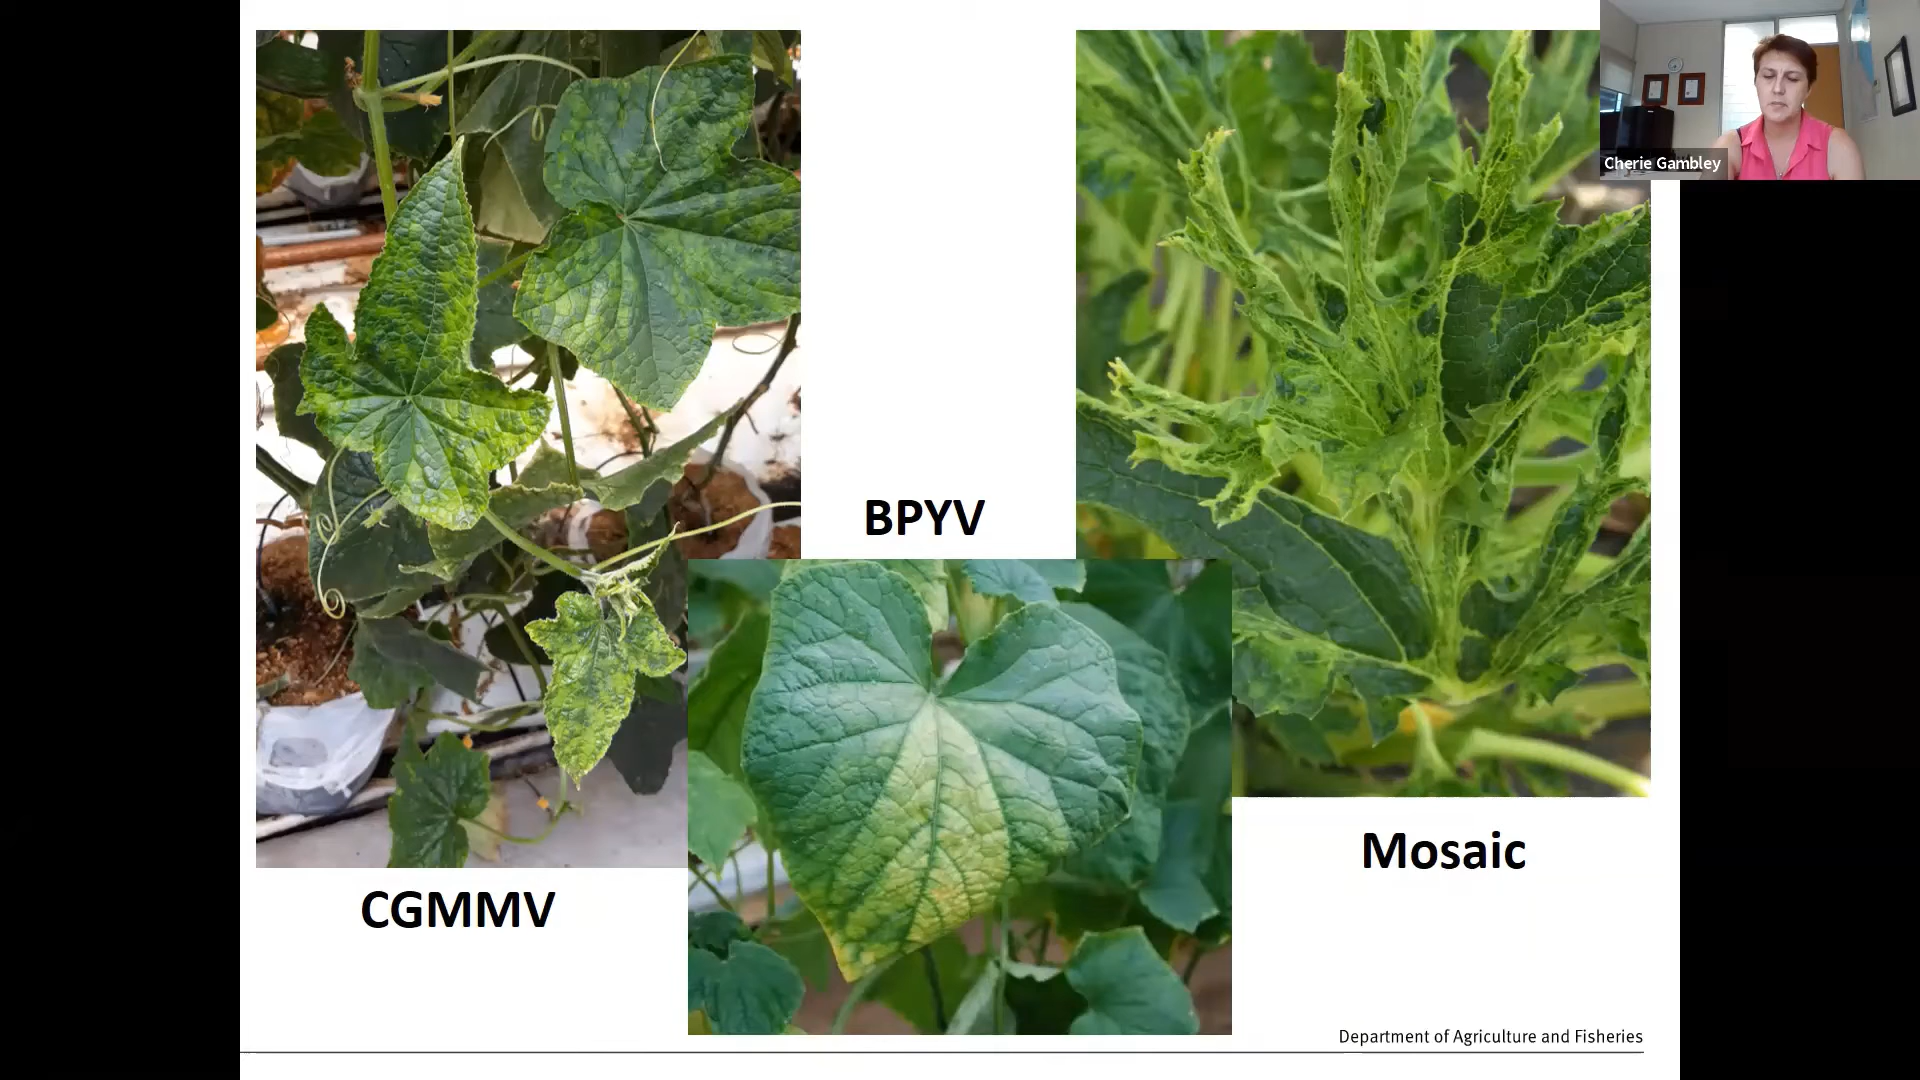 Cherie Gambley
BPYV
Mosaic
CGMMV
Department of Agriculture and Fisheries